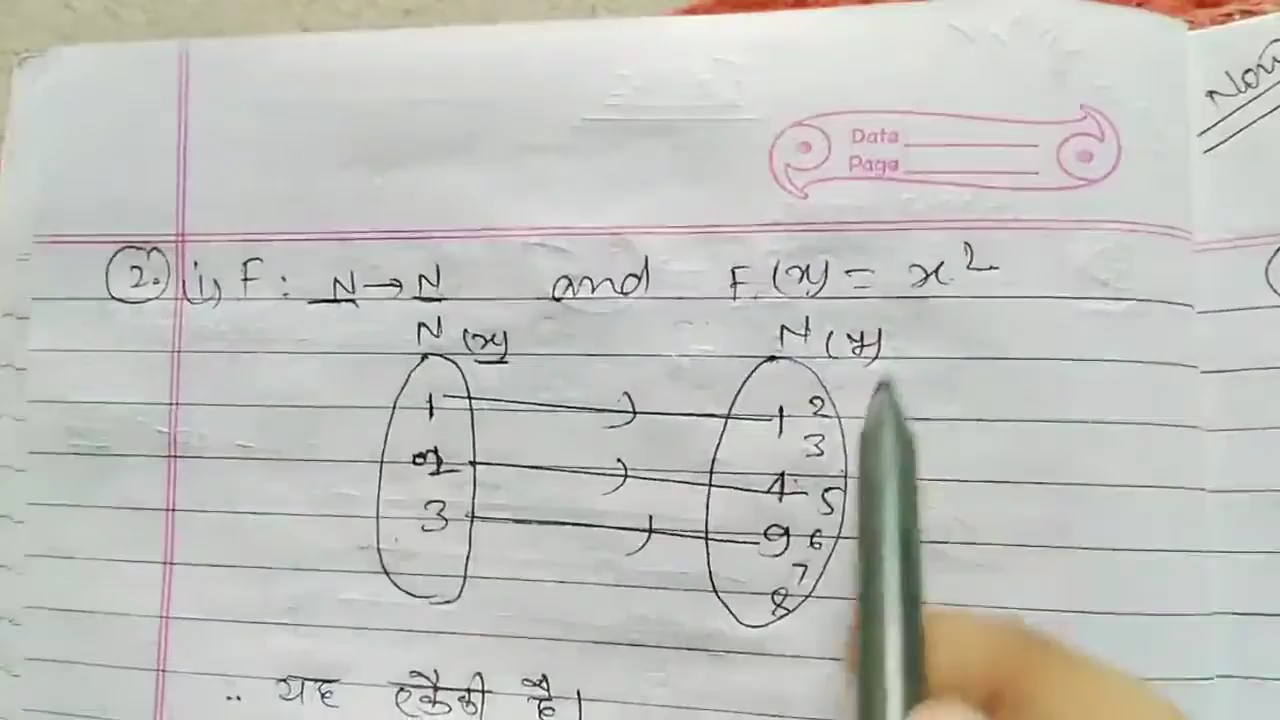 Data
Page
2. (i) F : N → N and F (x) = x²
N (x) N (y)
1 1 2
3
2 4 5
3 9 6
7
8
∴ यह एकैकी है।